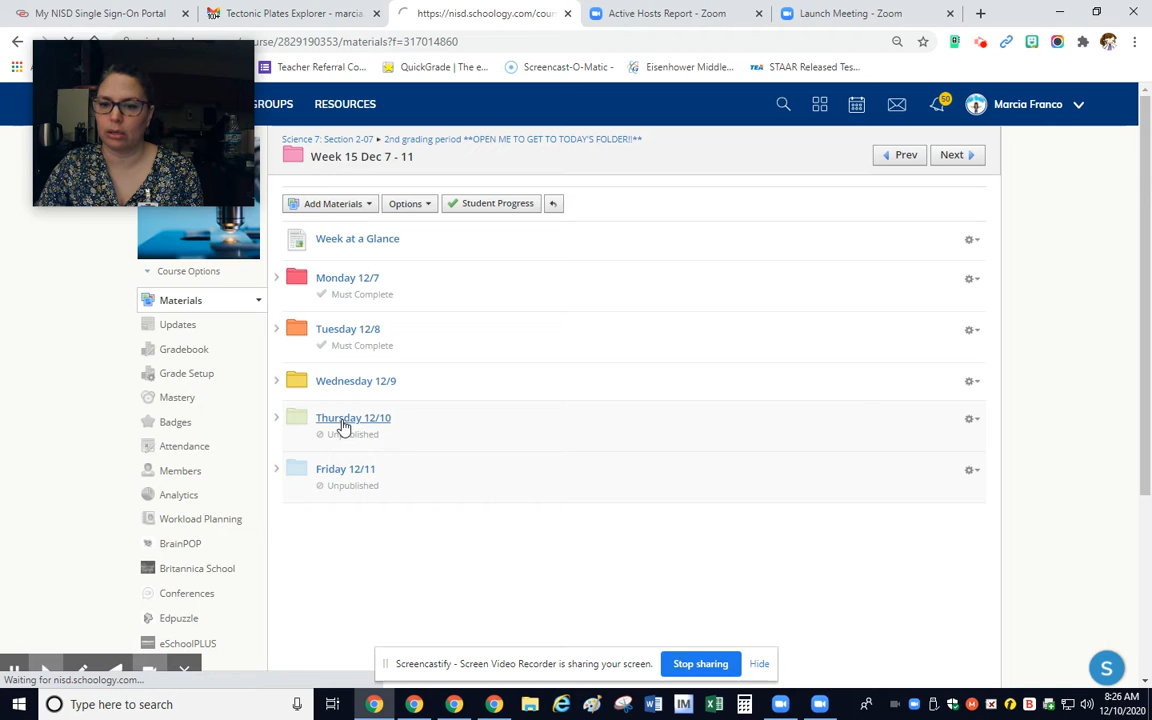 My NISD Single Sign-On Portal
Tectonic Plates Explorer - marcia
https://nisd.schoology.com/cour
Active Hosts Report - Zoom
Launch Meeting - Zoom
course/2829190353/materials?f=317014860
Teacher Referral Co...
QuickGrade | The e...
Screencast-O-Matic -
Eisenhower Middle...
TEA
STAAR Released Tes...
GROUPS
RESOURCES
50
Marcia Franco
Science 7: Section 2-07 ▸ 2nd grading period **OPEN ME TO GET TO TODAY'S FOLDER!!**
Week 15 Dec 7 - 11
Prev
Next
Add Materials
Options
Student Progress
Week at a Glance
Monday 12/7
Must Complete
Tuesday 12/8
Must Complete
Wednesday 12/9
Thursday 12/10
Unpublished
Friday 12/11
Unpublished
Course Options
Materials
Updates
Gradebook
Grade Setup
Mastery
Badges
Attendance
Members
Analytics
Workload Planning
BrainPOP
Britannica School
Conferences
Edpuzzle
eSchoolPLUS
Waiting for nisd.schoology.com...
Screencastify - Screen Video Recorder is sharing your screen.
Stop sharing
Hide
S
Type here to search
IM
8:26 AM
12/10/2020